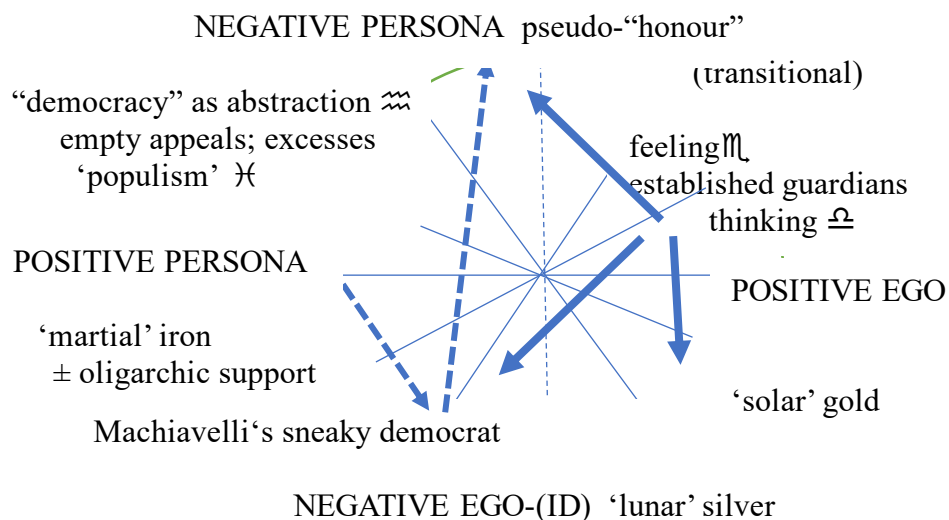 NEGATIVE PERSONA pseudo-“honour”
(transitional)
“democracy” as abstraction ♒
empty appeals; excesses
‘populism’ ♓
feeling♏
established guardians
thinking ♎
POSITIVE PERSONA
POSITIVE EGO
‘martial’ iron
± oligarchic support
‘solar’ gold
Machiavelli‘s sneaky democrat
NEGATIVE EGO-(ID) ‘lunar’ silver